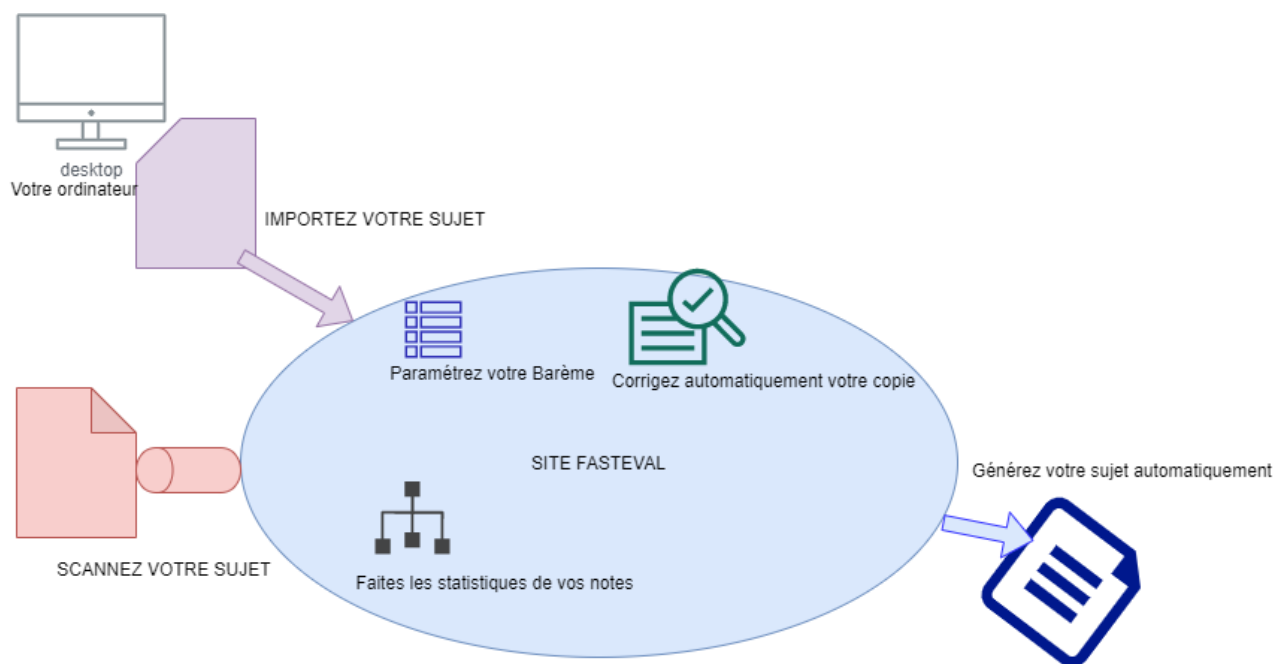 desktop
Votre ordinateur
IMPORTEZ VOTRE SUJET
Paramétrez votre Barème
Corrigez automatiquement votre copie
SITE FASTEVAL
Générez votre sujet automatiquement
SCANNEZ VOTRE SUJET
Faites les statistiques de vos notes